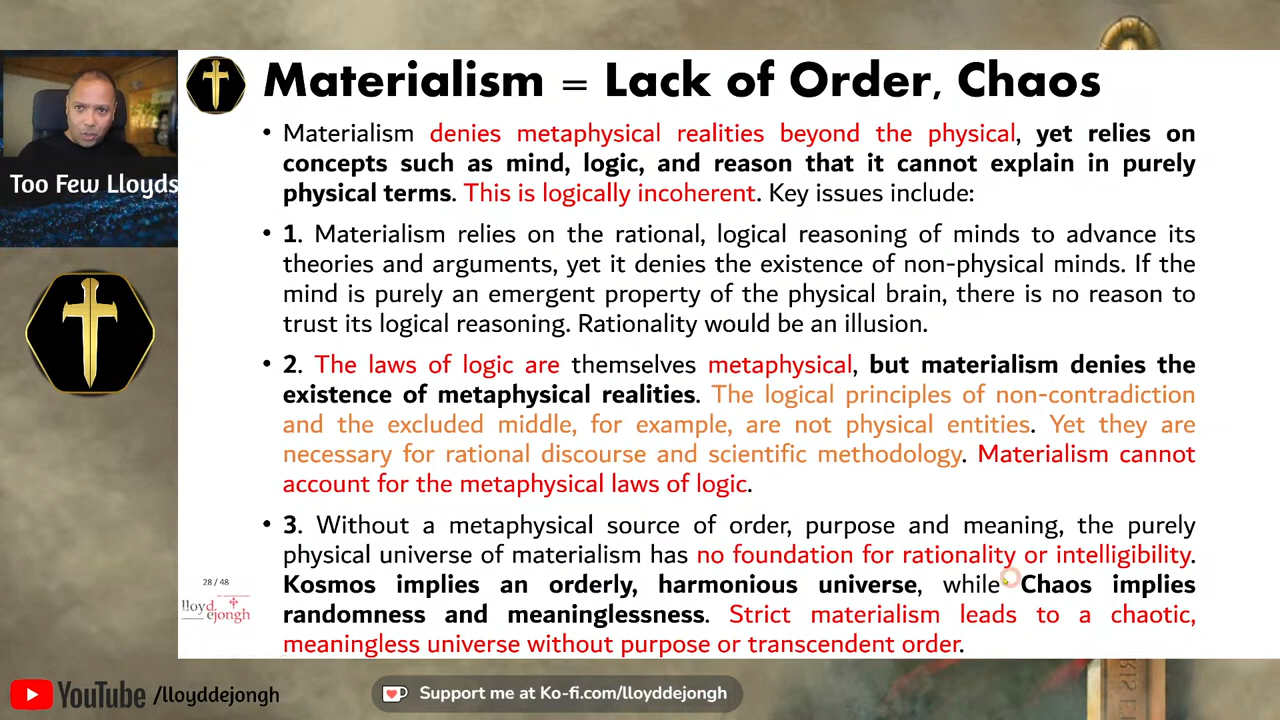 Materialism = Lack of Order, Chaos
• Materialism denies metaphysical realities beyond the physical, yet relies on
concepts such as mind, logic, and reason that it cannot explain in purely
physical terms. This is logically incoherent. Key issues include:
• 1. Materialism relies on the rational, logical reasoning of minds to advance its
theories and arguments, yet it denies the existence of non-physical minds. If the
mind is purely an emergent property of the physical brain, there is no reason to
trust its logical reasoning. Rationality would be an illusion.
• 2. The laws of logic are themselves metaphysical, but materialism denies the
existence of metaphysical realities. The logical principles of non-contradiction
and the excluded middle, for example, are not physical entities. Yet they are
necessary for rational discourse and scientific methodology. Materialism cannot
account for the metaphysical laws of logic.
• 3. Without a metaphysical source of order, purpose and meaning, the purely
physical universe of materialism has no foundation for rationality or intelligibility.
Kosmos implies an orderly, harmonious universe, while Chaos implies
randomness and meaninglessness. Strict materialism leads to a chaotic,
meaningless universe without purpose or transcendent order.
Too Few Lloyds
28 / 48
lloyd
dejongh
YouTube /lloyddejongh
Support me at Ko-fi.com/lloyddejongh